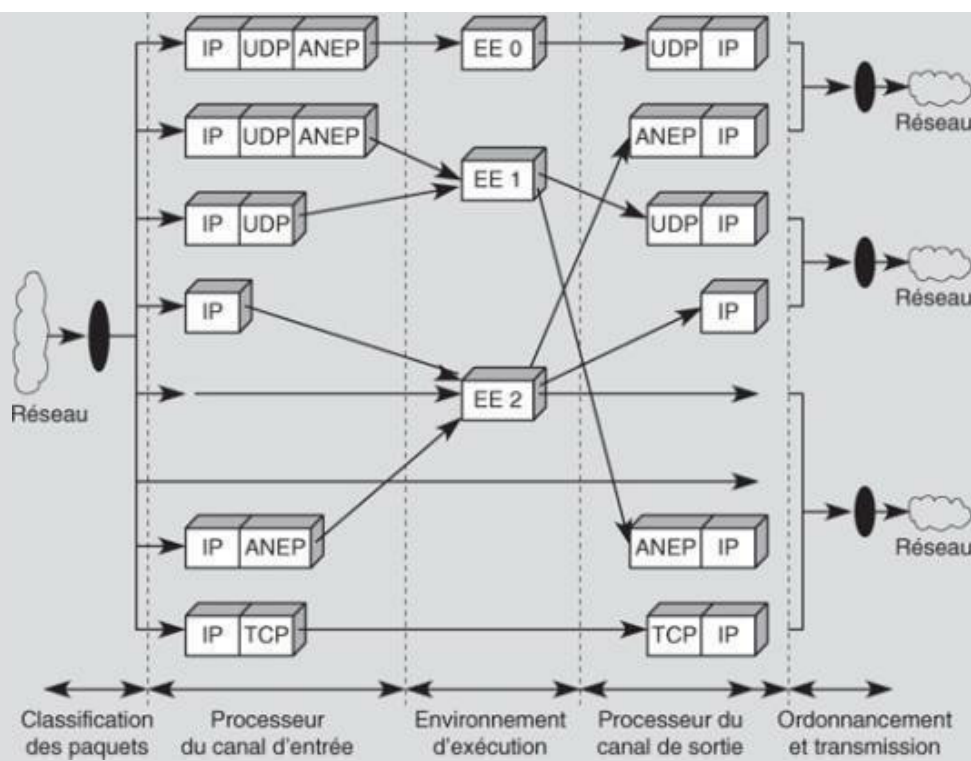 IP UDP ANEP EE 0 UDP IP
Réseau
IP UDP ANEP ANEP IP
EE 1
IP UDP UDP IP
Réseau
IP IP
EE 2
Réseau
IP ANEP ANEP IP
Réseau
IP TCP TCP IP
Classification des paquets
Processeur du canal d'entrée
Environnement d'exécution
Processeur du canal de sortie
Ordonnancement et transmission